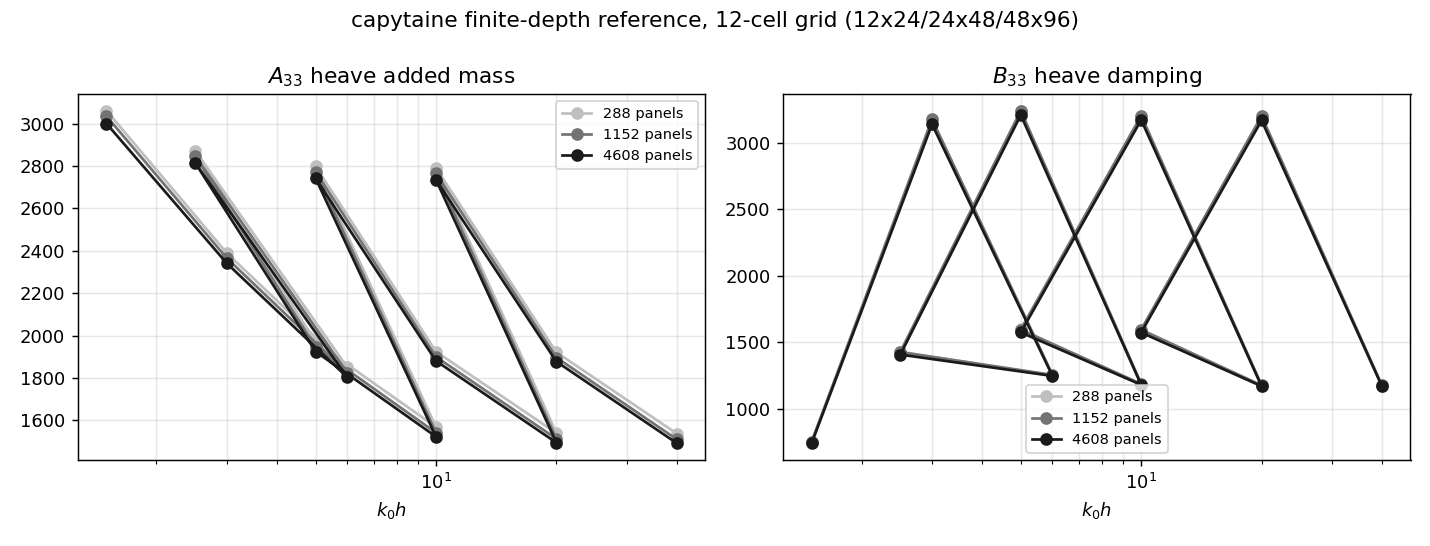 capytaine finite-depth reference, 12-cell grid (12x24/24x48/48x96)
A33 heave added mass
3000
2800
2600
2400
2200
2000
1800
1600
288 panels
1152 panels
4608 panels
10^1
k0h
B33 heave damping
3000
2500
2000
1500
1000
288 panels
1152 panels
4608 panels
10^1
k0h